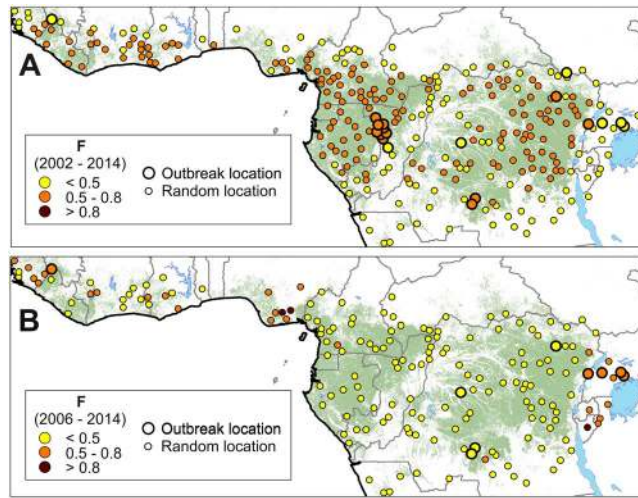 A
F
(2002 - 2014)
< 0.5
0.5 - 0.8
> 0.8
Outbreak location
Random location
B
F
(2006 - 2014)
< 0.5
0.5 - 0.8
> 0.8
Outbreak location
Random location